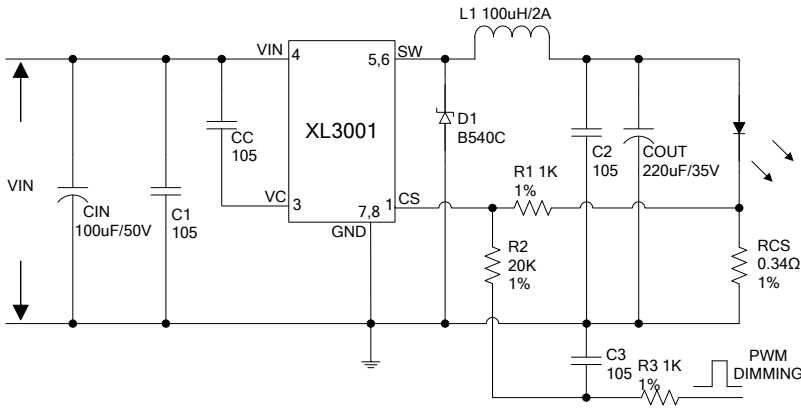 L1 100uH/2A
VIN
4
5,6
SW
XL3001
CC
105
D1
B540C
VIN
CIN
100uF/50V
C1
105
VC
3
7,8
GND
1
CS
R1 1K
1%
C2
105
COUT
220uF/35V
R2
20K
1%
RCS
0.34Ω
1%
C3
105
R3 1K
1%
PWM
DIMMING